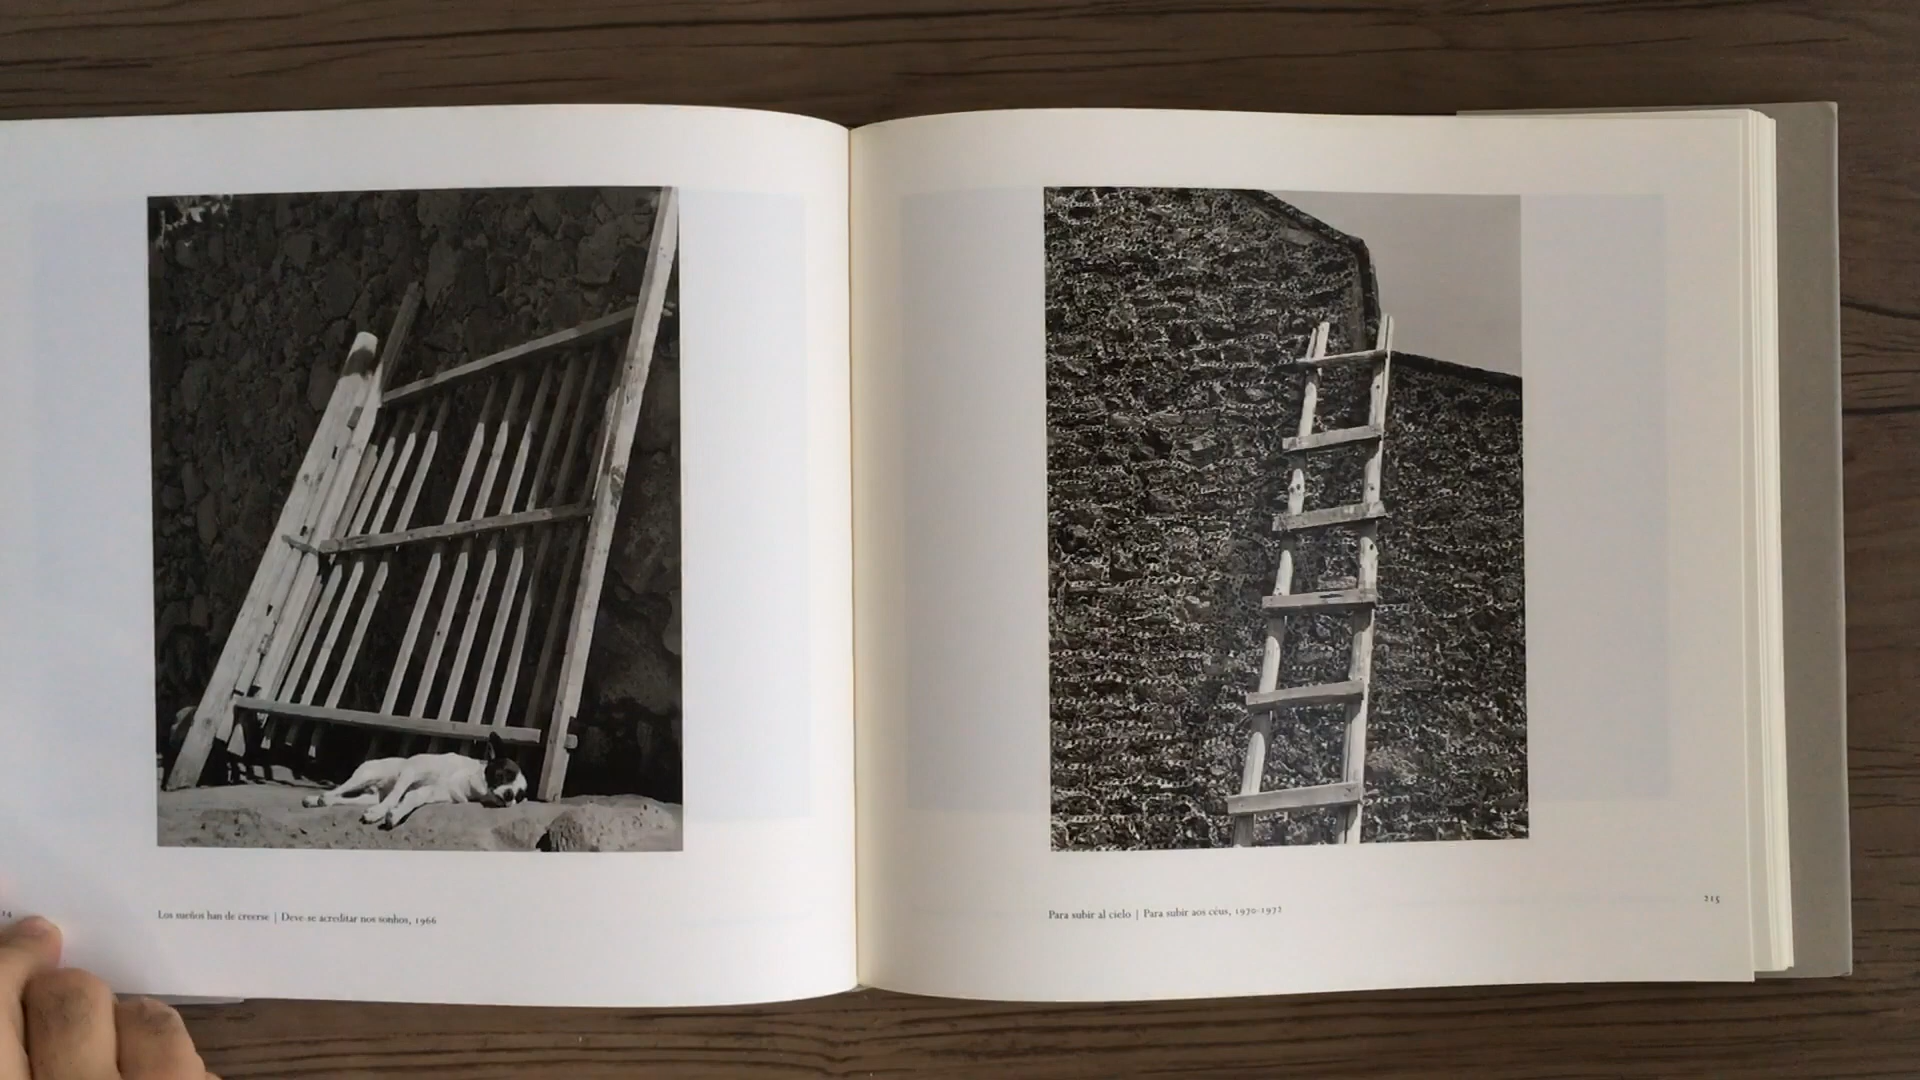 Los sueños han de creerse | Deve-se acreditar nos sonhos, 1966
14
Para subir al cielo | Para subir aos céus, 1970-1972
215